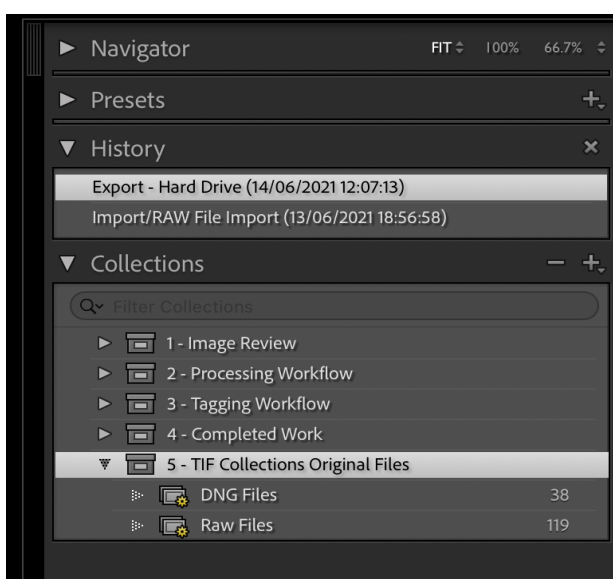 Navigator FIT 100% 66.7%
Presets
History
Export - Hard Drive (14/06/2021 12:07:13)
Import/RAW File Import (13/06/2021 18:56:58)
Collections
Filter Collections
1 - Image Review
2 - Processing Workflow
3 - Tagging Workflow
4 - Completed Work
5 - TIF Collections Original Files
DNG Files 38
Raw Files 119